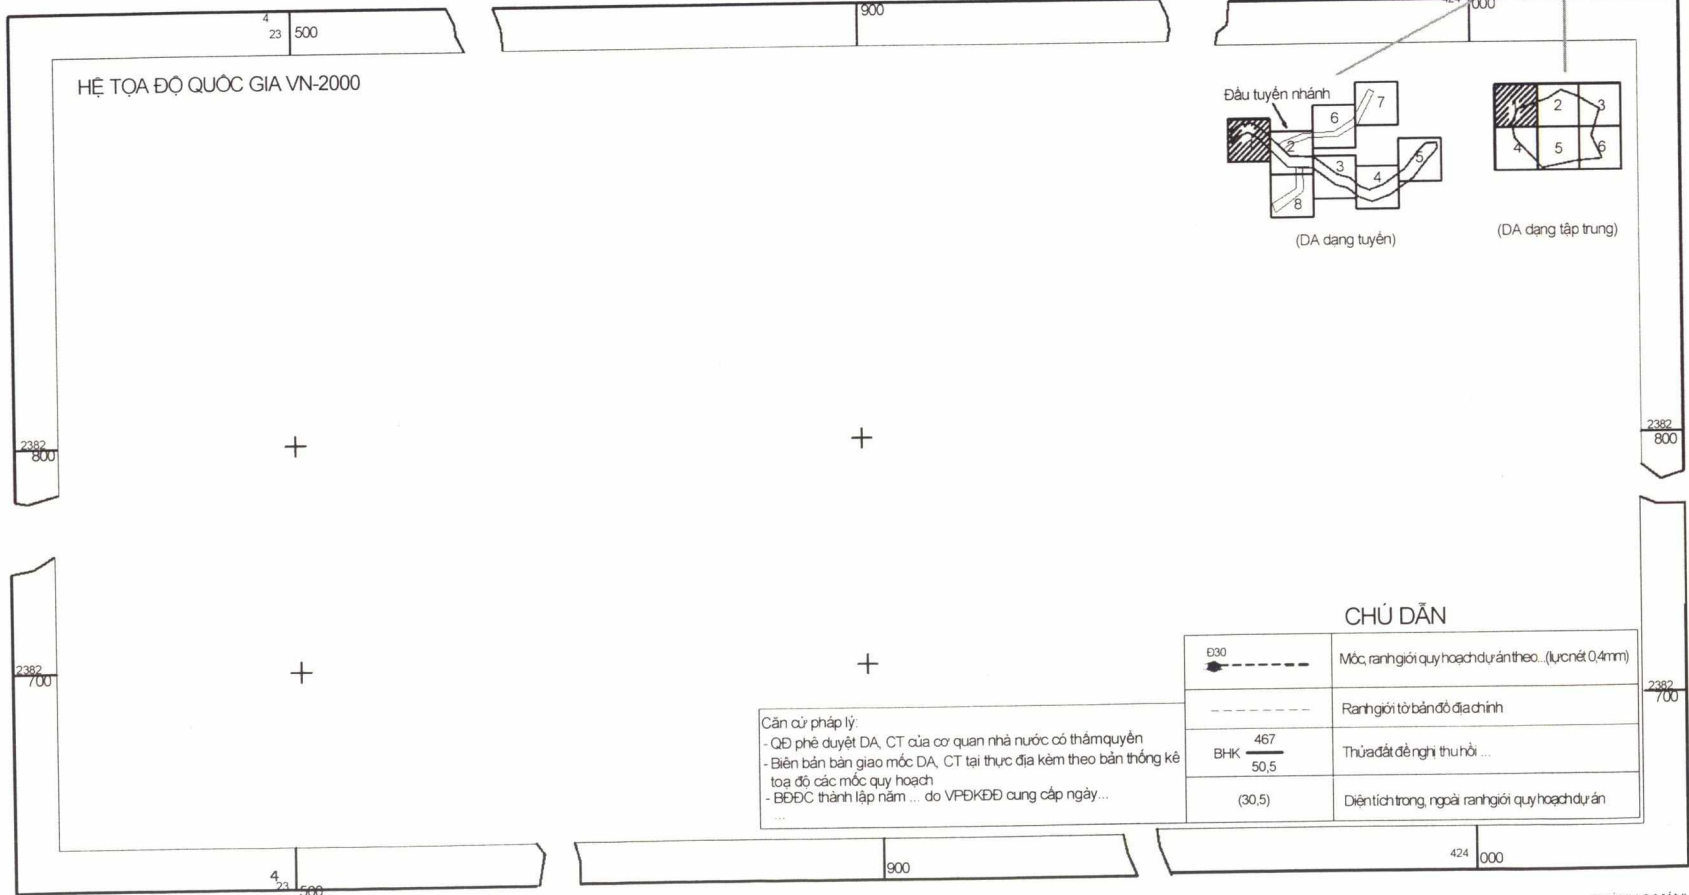 4
23 500
900
424 000
HỆ TỌA ĐỘ QUỐC GIA VN-2000
Đầu tuyến nhánh
7
6
2
3
5
4
8
(DA dạng tuyến)
2
3
4
5
6
(DA dạng tập trung)
2382
800
2382
800
2382
700
2382
700
CHỦ DẪN
Đ30
Mốc, ranh giới quy hoạch dự án theo...(lực nét 0,4mm)
Ranh giới tờ bản đồ địa chính
BHK 467
50,5
Thửa đất đề nghị thu hồi ...
(30,5)
Diện tích trong, ngoài ranh giới quy hoạch dự án
Căn cứ pháp lý:
- QĐ phê duyệt DA, CT của cơ quan nhà nước có thẩm quyền
- Biên bản bàn giao mốc DA, CT tại thực địa kèm theo bản thống kê
toạ độ các mốc quy hoạch
- BĐĐC thành lập năm ... do VPĐKĐĐ cung cấp ngày...
...
4
23 500
900
424 000